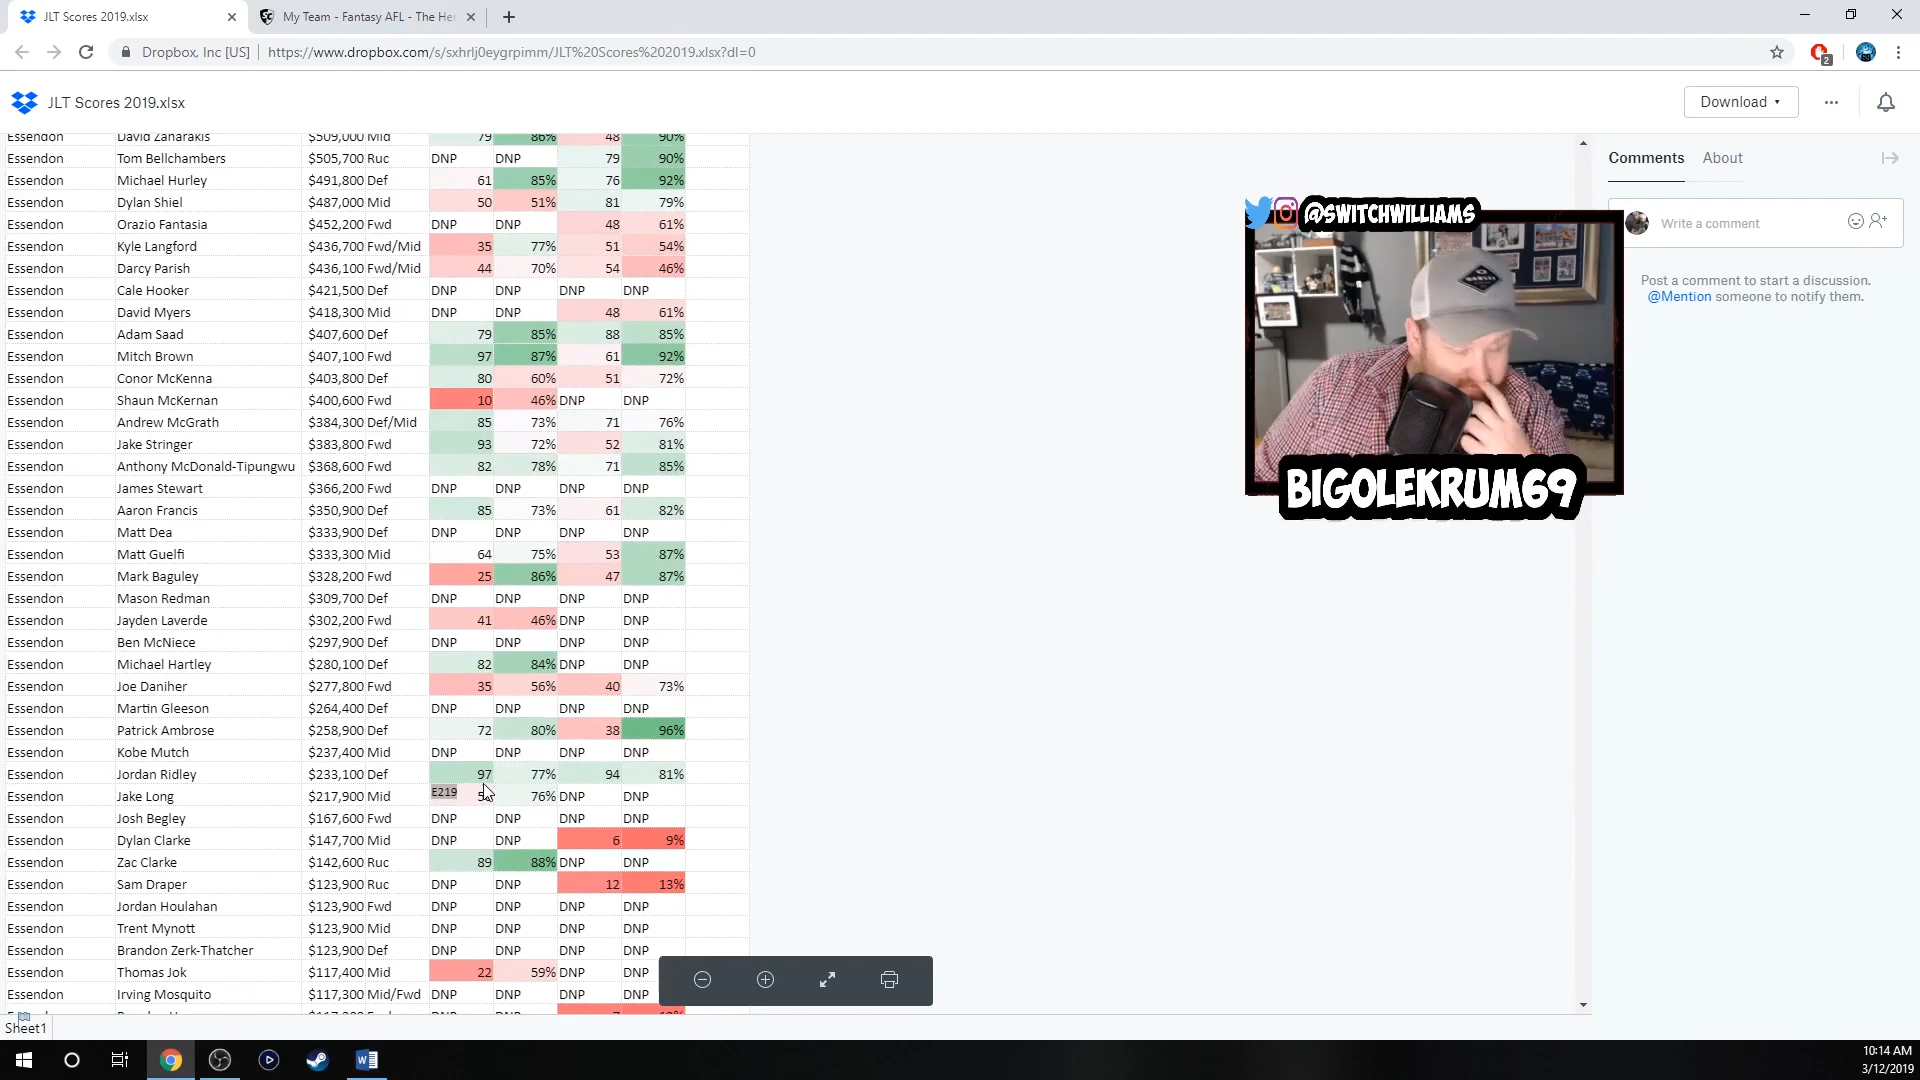 JLT Scores 2019.xlsx
My Team - Fantasy AFL - The Her
Dropbox, Inc [US] https://www.dropbox.com/s/sxhrlj0eygrpimm/JLT%20Scores%202019.xlsx?dl=0
2
JLT Scores 2019.xlsx
Download
Comments About
Write a comment
Post a comment to start a discussion.
@Mention someone to notify them.
@SWITCHWILLIAMS
BIGOLEKRUM69
Essendon David Zaharakis $509,000 Mid 79 86% 48 90%
Essendon Tom Bellchambers $505,700 Ruc DNP DNP 79 90%
Essendon Michael Hurley $491,800 Def 61 85% 76 92%
Essendon Dylan Shiel $487,000 Mid 50 51% 81 79%
Essendon Orazio Fantasia $452,200 Fwd DNP DNP 48 61%
Essendon Kyle Langford $436,700 Fwd/Mid 35 77% 51 54%
Essendon Darcy Parish $436,100 Fwd/Mid 44 70% 54 46%
Essendon Cale Hooker $421,500 Def DNP DNP DNP DNP
Essendon David Myers $418,300 Mid DNP DNP 48 61%
Essendon Adam Saad $407,600 Def 79 85% 88 85%
Essendon Mitch Brown $407,100 Fwd 97 87% 61 92%
Essendon Conor McKenna $403,800 Def 80 60% 51 72%
Essendon Shaun McKernan $400,600 Fwd 10 46% DNP DNP
Essendon Andrew McGrath $384,300 Def/Mid 85 73% 71 76%
Essendon Jake Stringer $383,800 Fwd 93 72% 52 81%
Essendon Anthony McDonald-Tipungwu $368,600 Fwd 82 78% 71 85%
Essendon James Stewart $366,200 Fwd DNP DNP DNP DNP
Essendon Aaron Francis $350,900 Def 85 73% 61 82%
Essendon Matt Dea $333,900 Def DNP DNP DNP DNP
Essendon Matt Guelfi $333,300 Mid 64 75% 53 87%
Essendon Mark Baguley $328,200 Fwd 25 86% 47 87%
Essendon Mason Redman $309,700 Def DNP DNP DNP DNP
Essendon Jayden Laverde $302,200 Fwd 41 46% DNP DNP
Essendon Ben McNiece $297,900 Def DNP DNP DNP DNP
Essendon Michael Hartley $280,100 Def 82 84% DNP DNP
Essendon Joe Daniher $277,800 Fwd 35 56% 40 73%
Essendon Martin Gleeson $264,400 Def DNP DNP DNP DNP
Essendon Patrick Ambrose $258,900 Def 72 80% 38 96%
Essendon Kobe Mutch $237,400 Mid DNP DNP DNP DNP
Essendon Jordan Ridley $233,100 Def 97 77% 94 81%
Essendon Jake Long $217,900 Mid E219 76% DNP DNP
Essendon Josh Begley $167,600 Fwd DNP DNP DNP DNP
Essendon Dylan Clarke $147,700 Mid DNP DNP 6 9%
Essendon Zac Clarke $142,600 Ruc 89 88% DNP DNP
Essendon Sam Draper $123,900 Ruc DNP DNP 12 13%
Essendon Jordan Houlahan $123,900 Fwd DNP DNP DNP DNP
Essendon Trent Mynott $123,900 Mid DNP DNP DNP DNP
Essendon Brandon Zerk-Thatcher $123,900 Def DNP DNP DNP DNP
Essendon Thomas Jok $117,400 Mid 22 59% DNP DNP
Essendon Irving Mosquito $117,300 Mid/Fwd DNP DNP DNP DNP
Sheet1
10:14 AM
3/12/2019